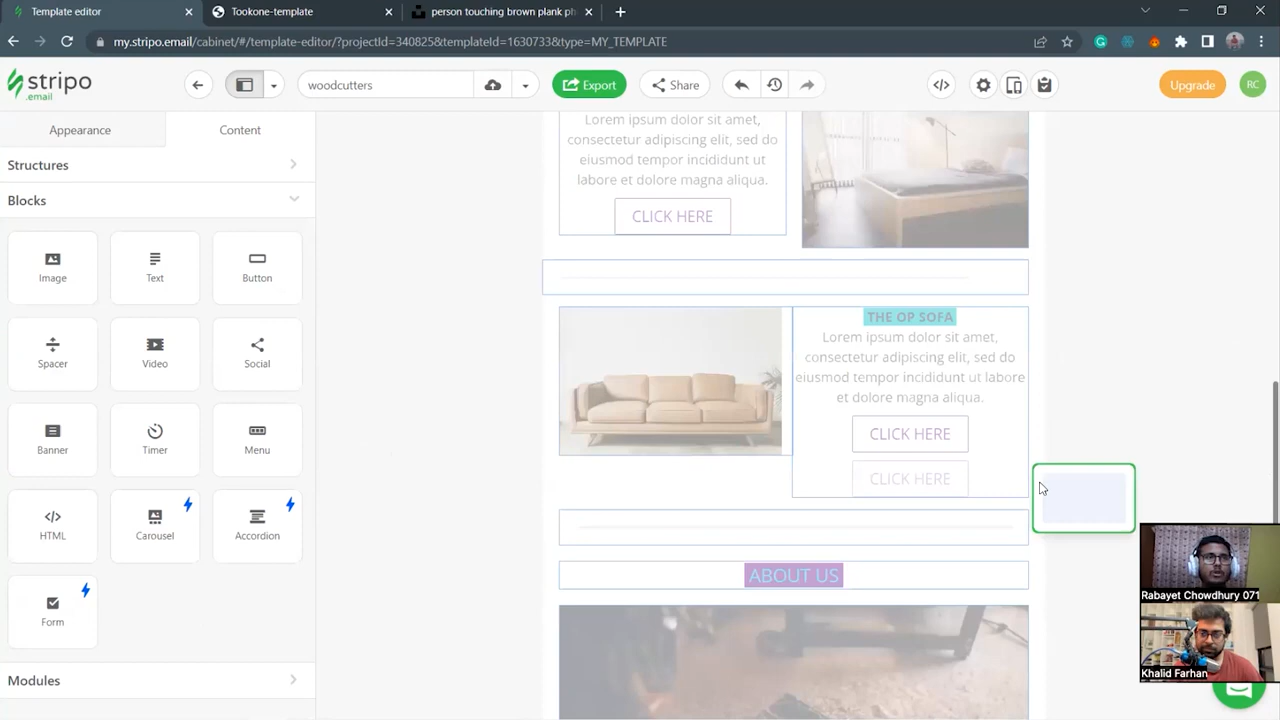 Template editor
Tookone-template
person touching brown plank ph
my.stripo.email/cabinet/#/template-editor/?projectId=340825&templateId=1630733&type=MY_TEMPLATE
stripo
.email
woodcutters
Export
Share
Upgrade
RC
Appearance
Content
Structures
Blocks
Image
Text
Button
Spacer
Video
Social
Banner
Timer
Menu
HTML
Carousel
Accordion
Form
Modules
Lorem ipsum dolor sit amet,
consectetur adipiscing elit, sed do
eiusmod tempor incididunt ut
labore et dolore magna aliqua.
CLICK HERE
THE OP SOFA
Lorem ipsum dolor sit amet,
consectetur adipiscing elit, sed do
eiusmod tempor incididunt ut labore
et dolore magna aliqua.
CLICK HERE
CLICK HERE
ABOUT US
Rabayet Chowdhury 071
Khalid Farhan